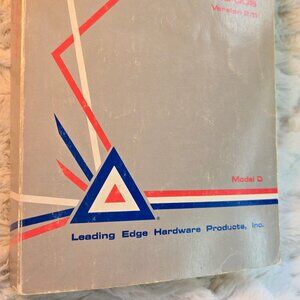 Version 2.11
Model D
®
Leading Edge Hardware Products, Inc.